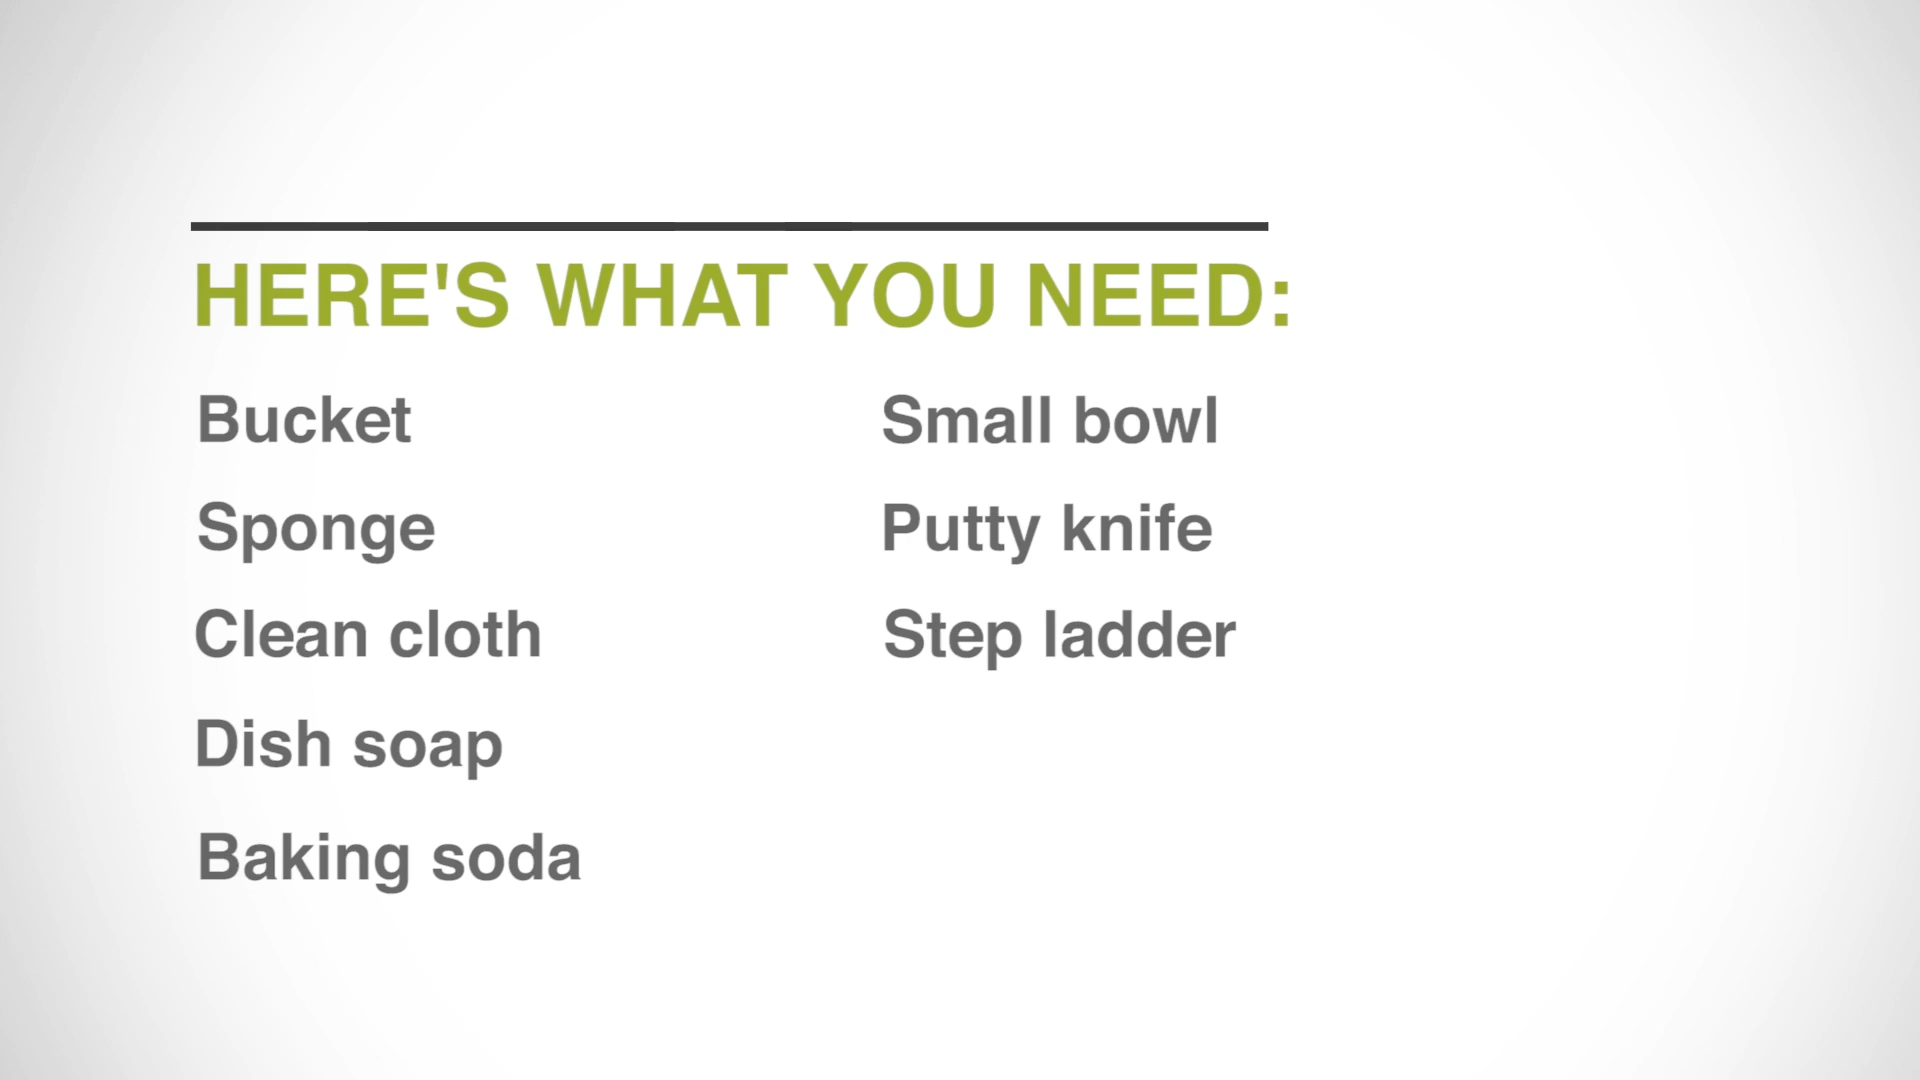 HERE'S WHAT YOU NEED:
Bucket
Sponge
Clean cloth
Dish soap
Baking soda
Small bowl
Putty knife
Step ladder